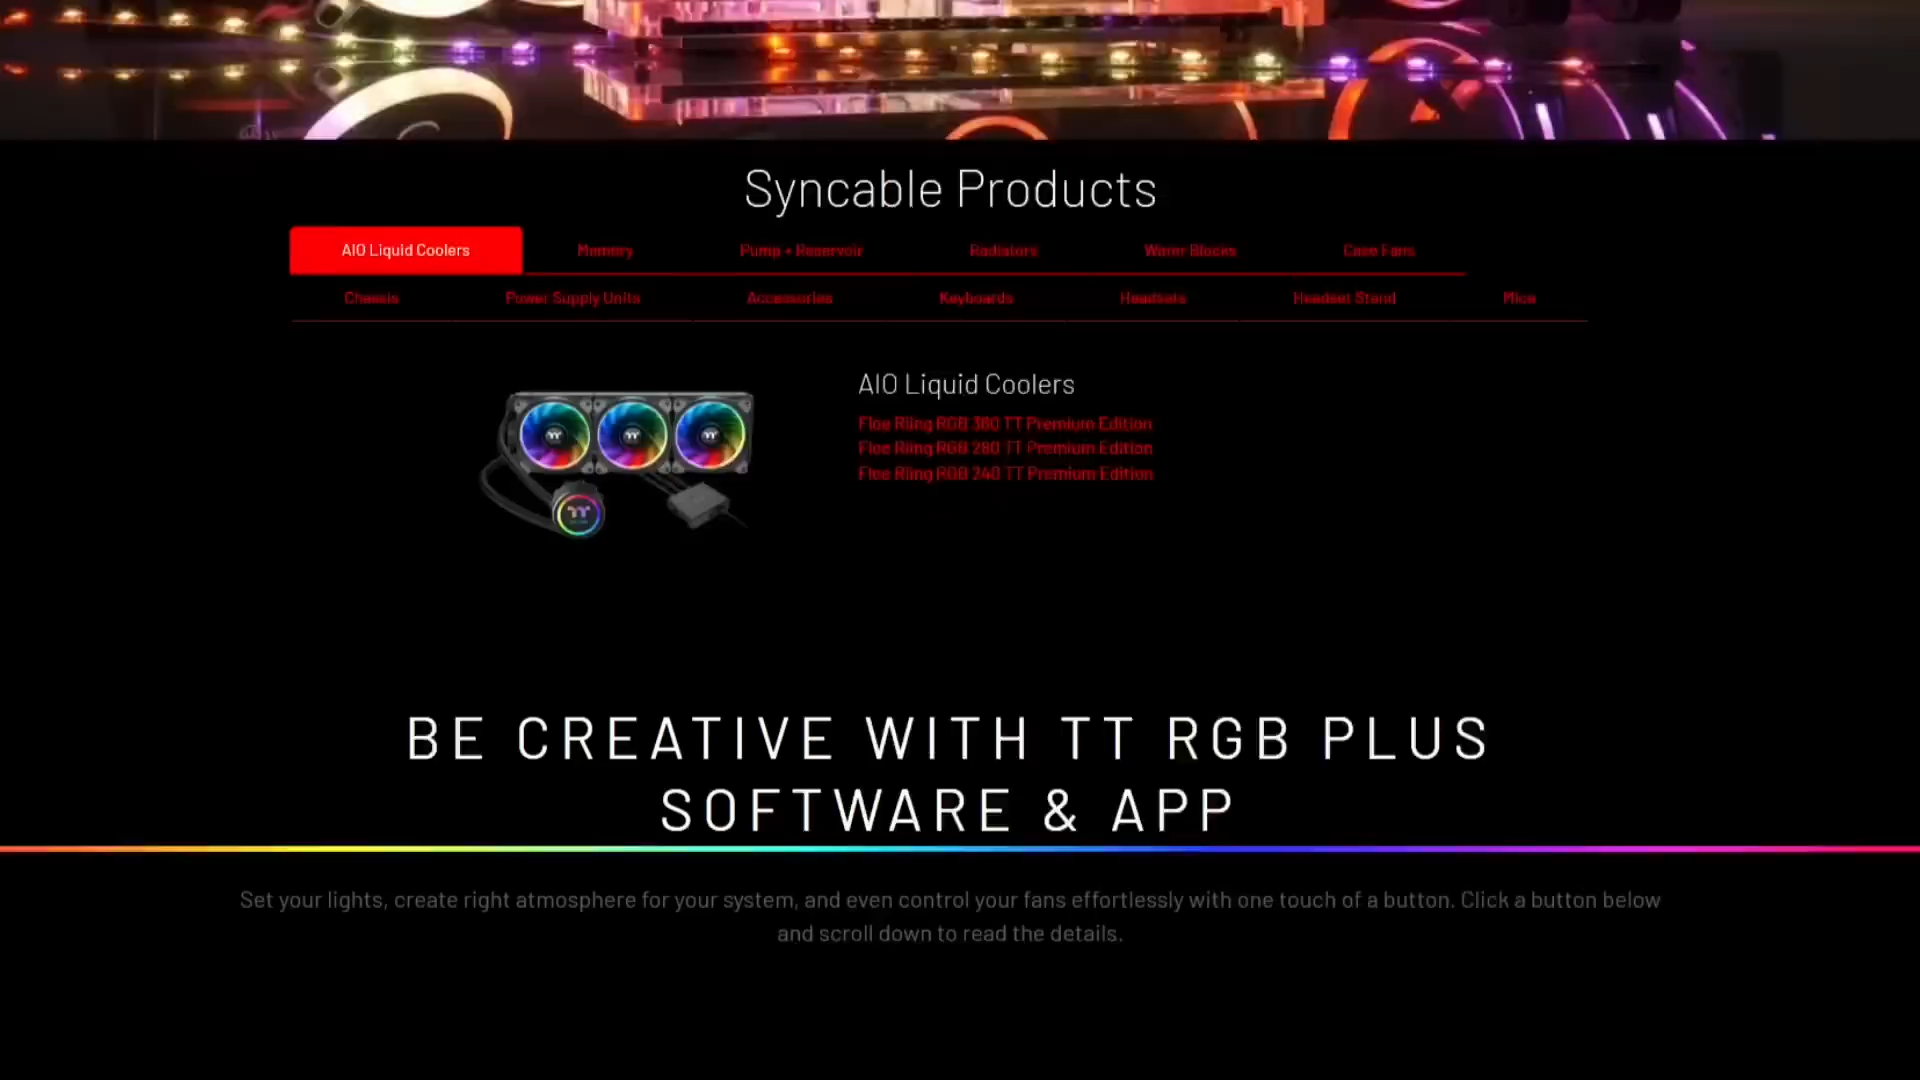 Syncable Products
AIO Liquid Coolers Memory Pump + Reservoir Radiators Water Blocks Case Fans
Chassis Power Supply Units Accessories Keyboards Headsets Headset Stand Mice
AIO Liquid Coolers
Floe Riing RGB 360 TT Premium Edition
Floe Riing RGB 280 TT Premium Edition
Floe Riing RGB 240 TT Premium Edition
BE CREATIVE WITH TT RGB PLUS
SOFTWARE & APP
Set your lights, create right atmosphere for your system, and even control your fans effortlessly with one touch of a button. Click a button below
and scroll down to read the details.